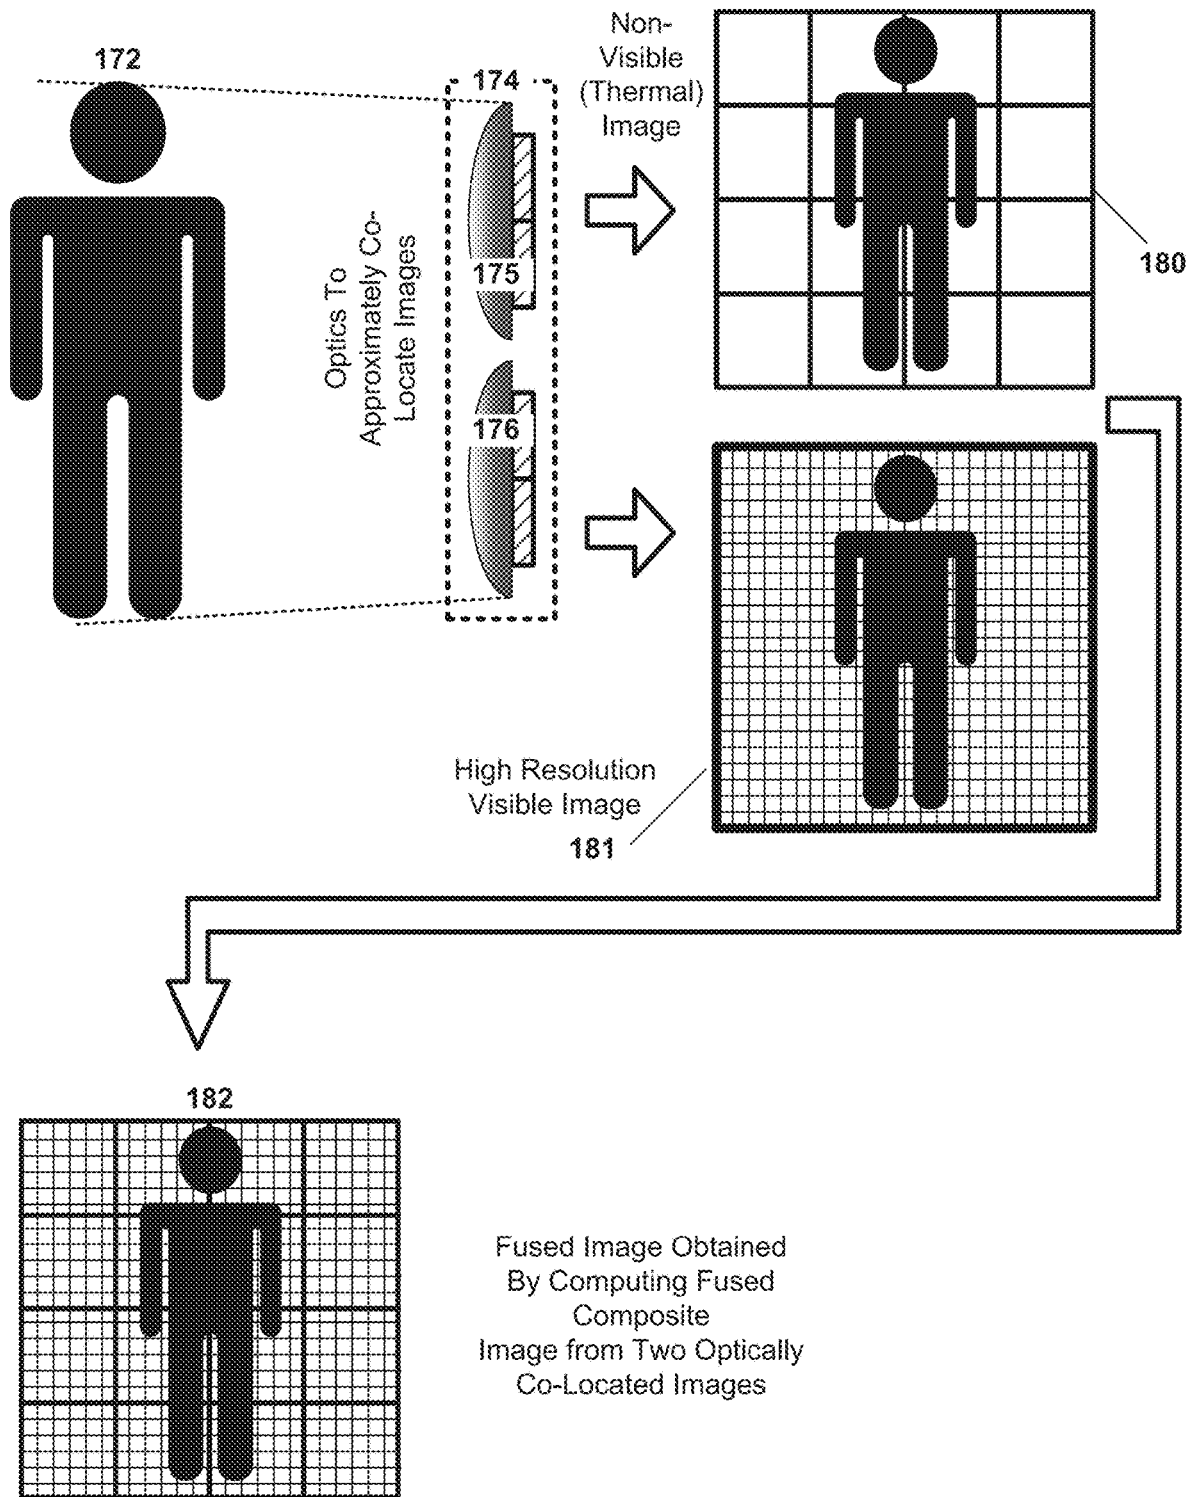 172
174
Non-
Visible
(Thermal)
Image
180
Optics To
Approximately Co-
Locate Images
175
176
High Resolution
Visible Image
181
182
Fused Image Obtained
By Computing Fused
Composite
Image from Two Optically
Co-Located Images